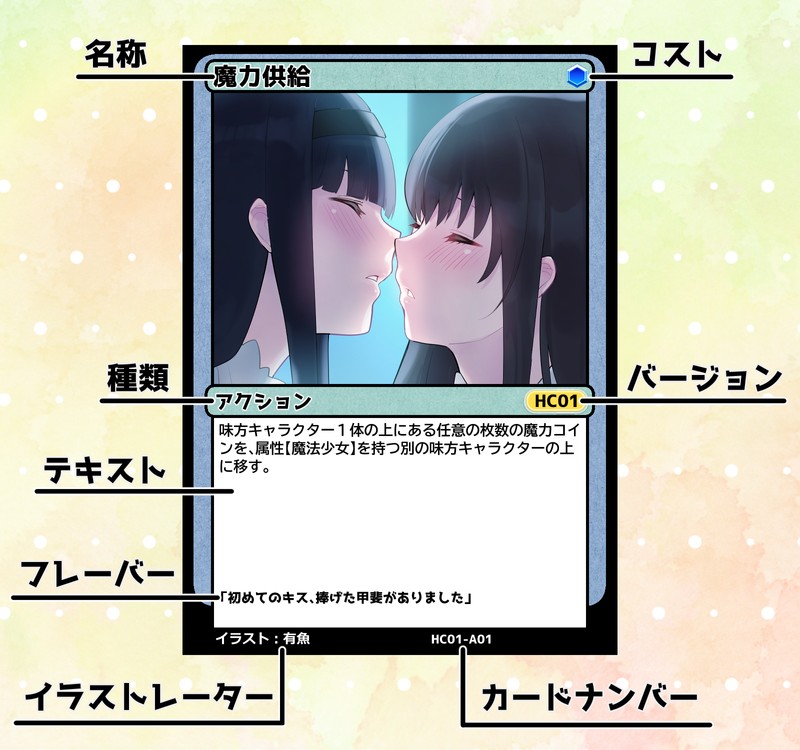 名称
コスト
魔力供給
種類
バージョン
アクション
HC01
味方キャラクター1体の上にある任意の枚数の魔力コイ
ンを、属性【魔法少女】を持つ別の味方キャラクターの上
に移す。
テキスト
フレーバー
「初めてのキス、捧げた甲斐がありました」
イラスト：有魚
HC01-A01
イラストレーター
カードナンバー